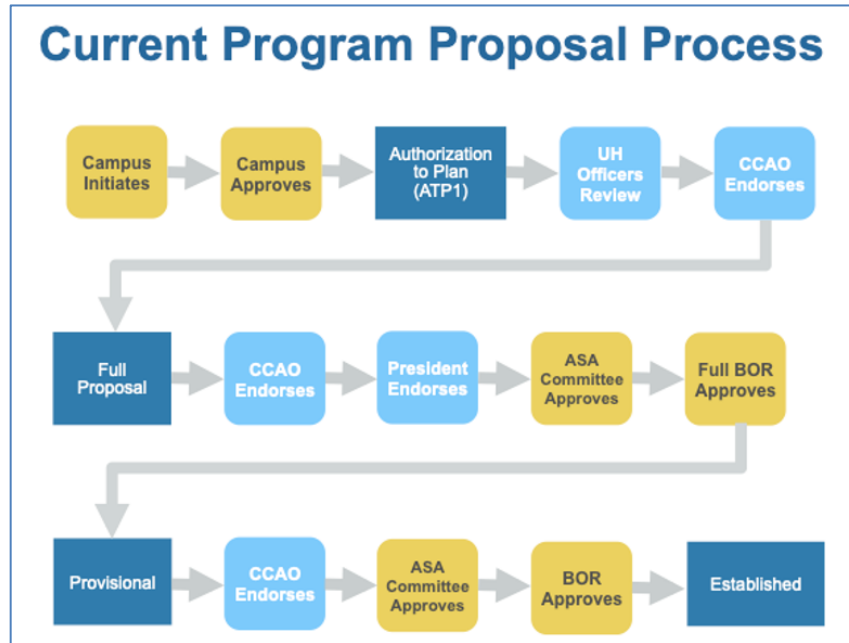 Current Program Proposal Process
Campus
Initiates
Campus
Approves
Authorization
to Plan
(ATP1)
UH
Officers
Review
CCAO
Endorses
Full
Proposal
CCAO
Endorses
President
Endorses
ASA
Committee
Approves
Full BOR
Approves
Provisional
CCAO
Endorses
ASA
Committee
Approves
BOR
Approves
Established